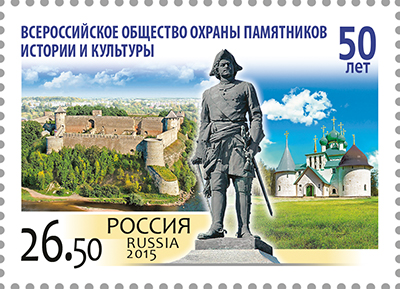 ВСЕРОССИЙСКОЕ ОБЩЕСТВО ОХРАНЫ ПАМЯТНИКОВ
ИСТОРИИ И КУЛЬТУРЫ
50
ЛЕТ
26.50
РОССИЯ
RUSSIA
2015